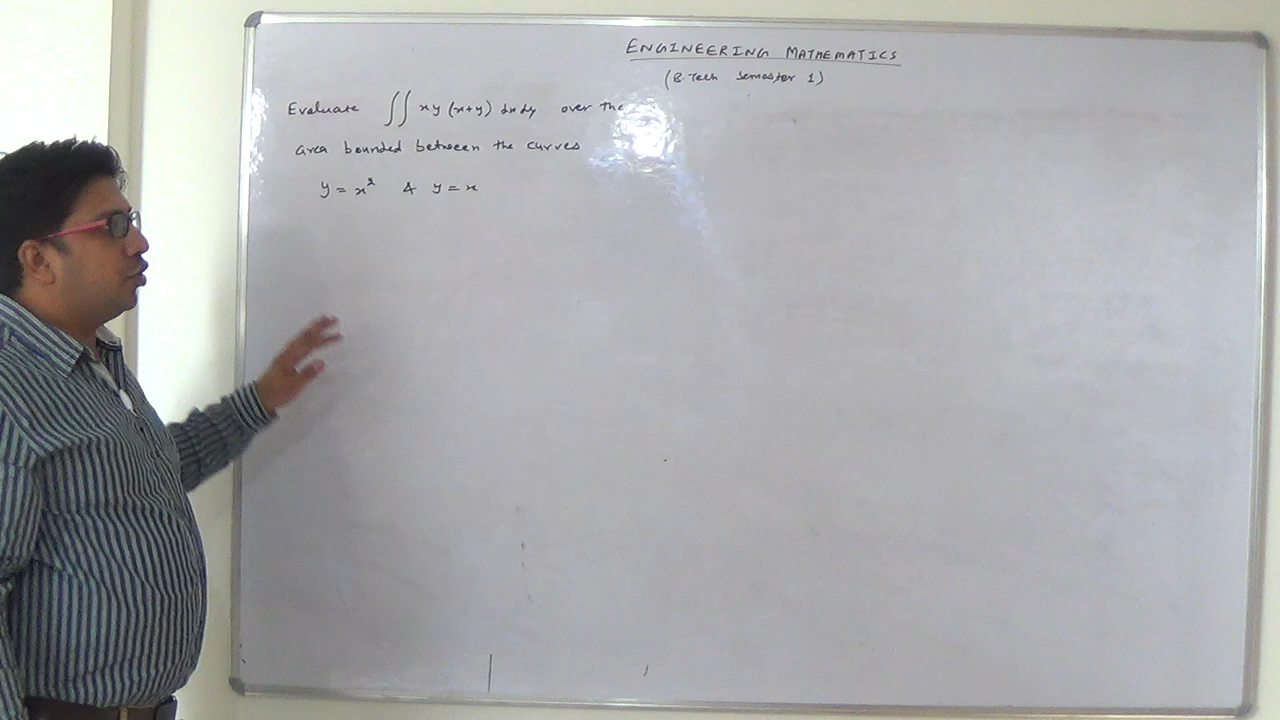 ENGINEERING MATHEMATICS
(B.Tech Semester 1)
Evaluate ∬ xy (x+y) dx dy over the
area bounded between the curves
y = x² & y = x